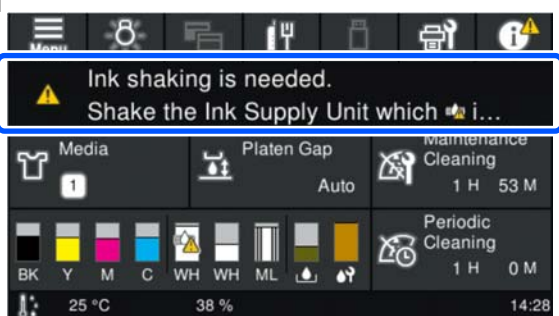 Menu
Ink shaking is needed.
Shake the Ink Supply Unit which i...
Media
1
Platen Gap
Auto
Maintenance
Cleaning
1 H 53 M
BK Y M C WH WH ML
Periodic
Cleaning
1 H 0 M
25 °C 38 % 14:28